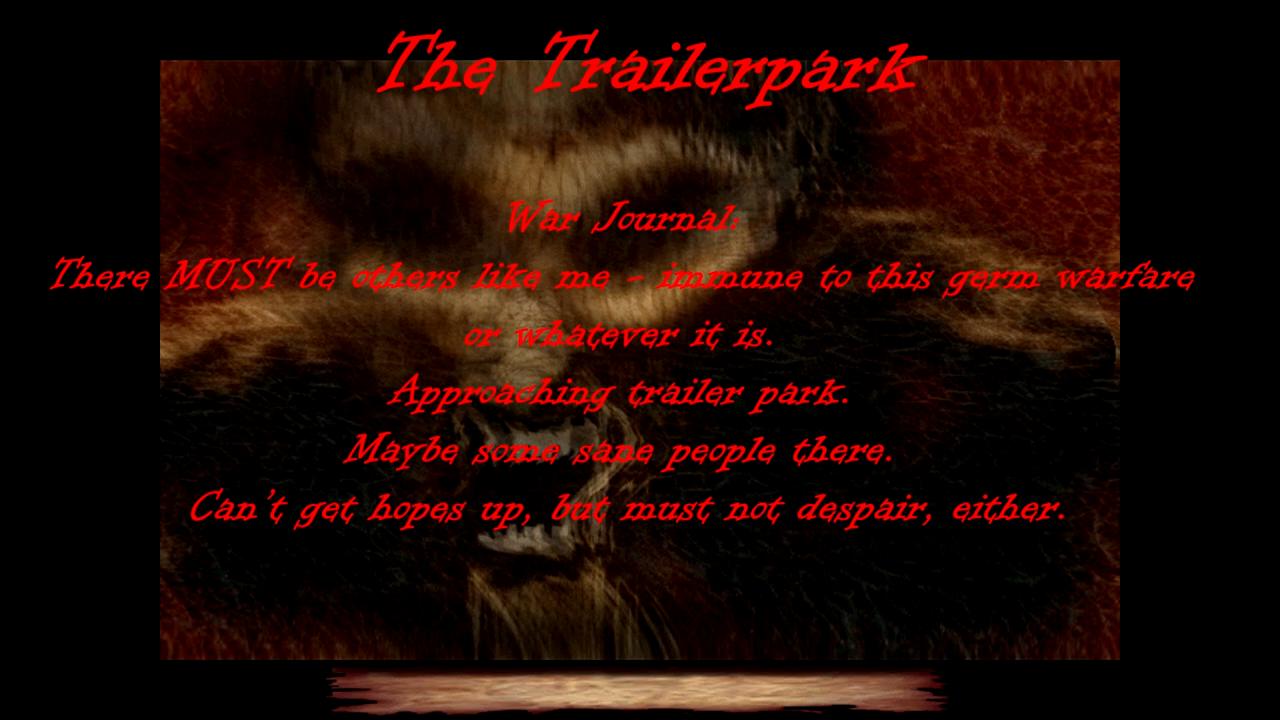 The Trailerpark
War Journal:
There MUST be others like me - immune to this germ warfare
or whatever it is.
Approaching trailer park.
Maybe some sane people there.
Can't get hopes up, but must not despair, either.